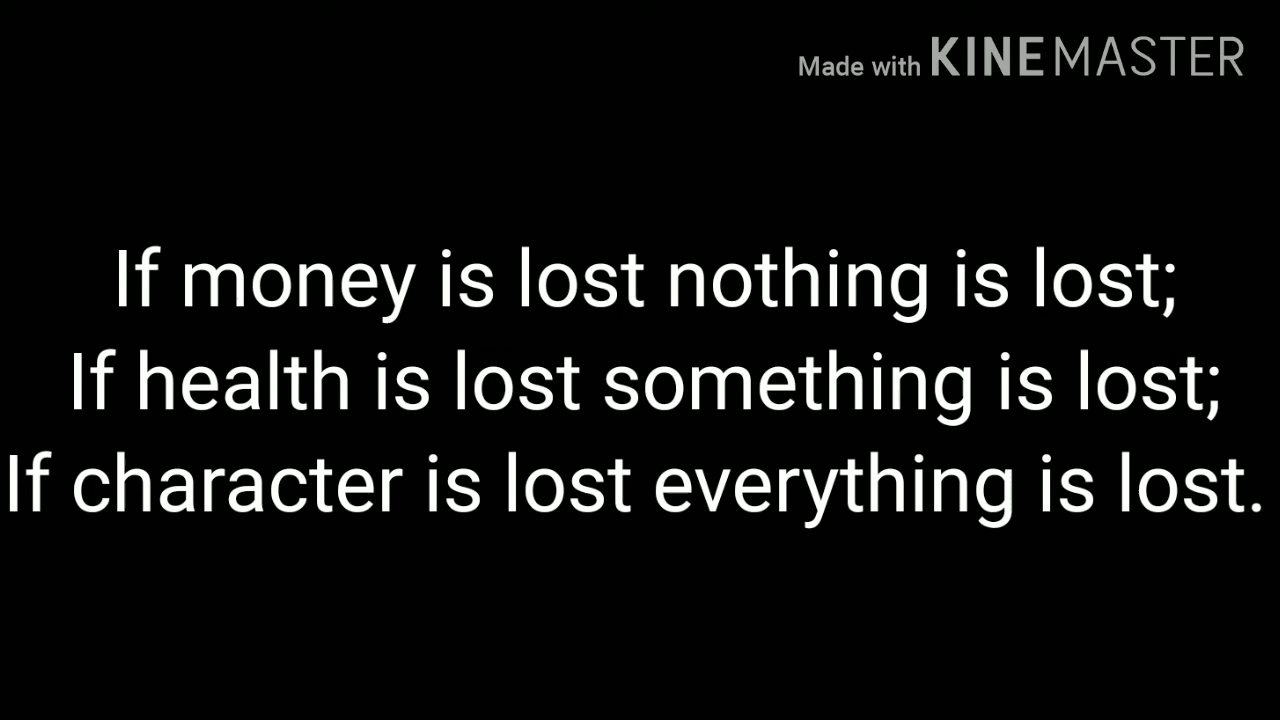 Made with KINEMASTER
If money is lost nothing is lost;
If health is lost something is lost;
If character is lost everything is lost.